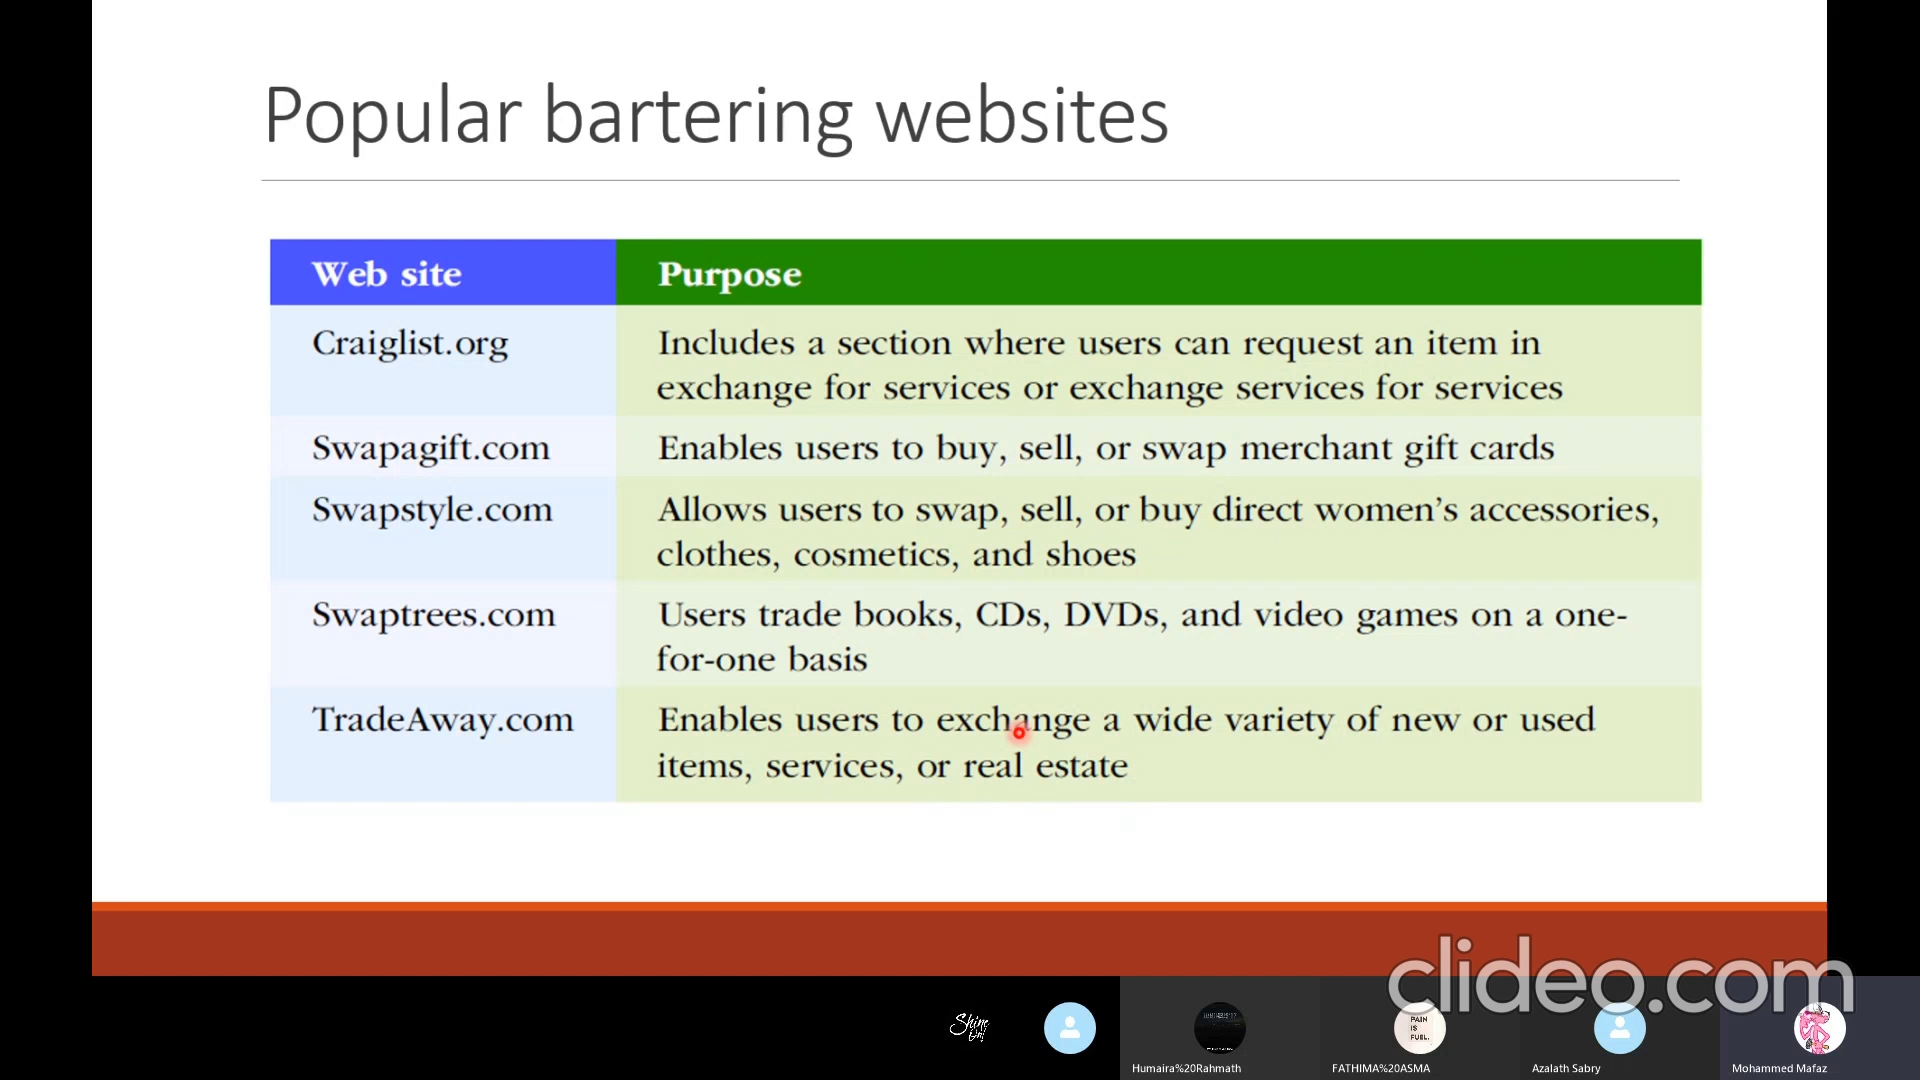 Popular bartering websites
Web site Purpose
Craiglist.org Includes a section where users can request an item in
exchange for services or exchange services for services
Swapagift.com Enables users to buy, sell, or swap merchant gift cards
Swapstyle.com Allows users to swap, sell, or buy direct women’s accessories,
clothes, cosmetics, and shoes
Swaptrees.com Users trade books, CDs, DVDs, and video games on a one-
for-one basis
TradeAway.com Enables users to exchange a wide variety of new or used
items, services, or real estate
clideo.com
Shine
PAIN
IS
FUEL.
Humaira%20Rahmath FATHIMA%20ASMA Azalath Sabry Mohammed Mafaz